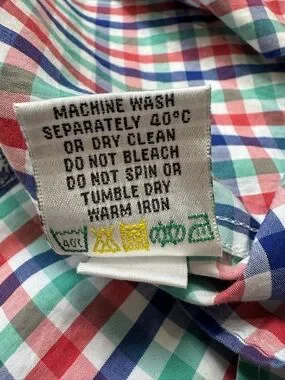 MACHINE WASH
SEPARATELY 40°C
OR DRY CLEAN
DO NOT BLEACH
DO NOT SPIN OR
TUMBLE DRY
WARM IRON
40°